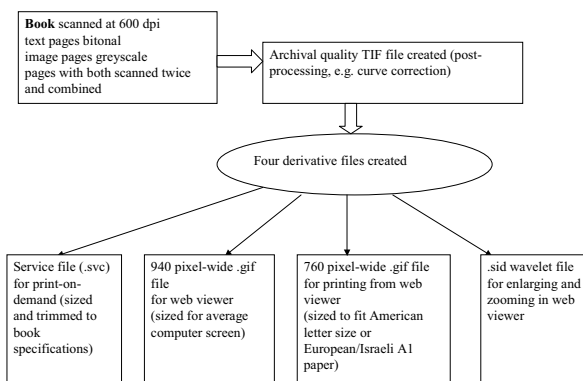 Book scanned at 600 dpi
text pages bitonal
image pages greyscale
pages with both scanned twice
and combined
Archival quality TIF file created (post-
processing, e.g. curve correction)
Four derivative files created
Service file (.svc)
for print-on-
demand (sized
and trimmed to
book
specifications)
940 pixel-wide .gif
file
for web viewer
(sized for average
computer screen)
760 pixel-wide .gif file
for printing from web
viewer
(sized to fit American
letter size or
European/Israeli A1
paper)
.sid wavelet file
for enlarging and
zooming in web
viewer